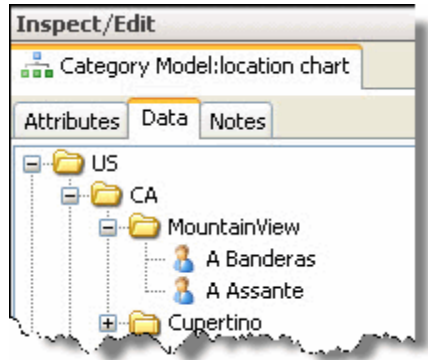 Inspect/Edit
Category Model:location chart
Attributes Data Notes
US
CA
MountainView
A Banderas
A Assante
Cupertino